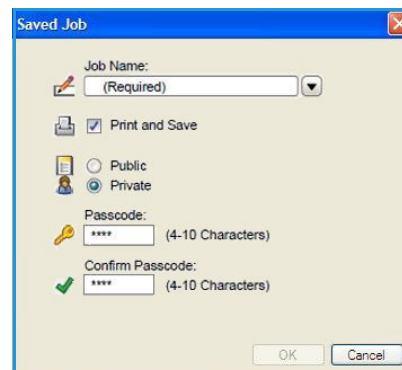 Saved Job
Job Name:
(Required)
Print and Save
Public
Private
Passcode:
**** (4-10 Characters)
Confirm Passcode:
**** (4-10 Characters)
OK Cancel